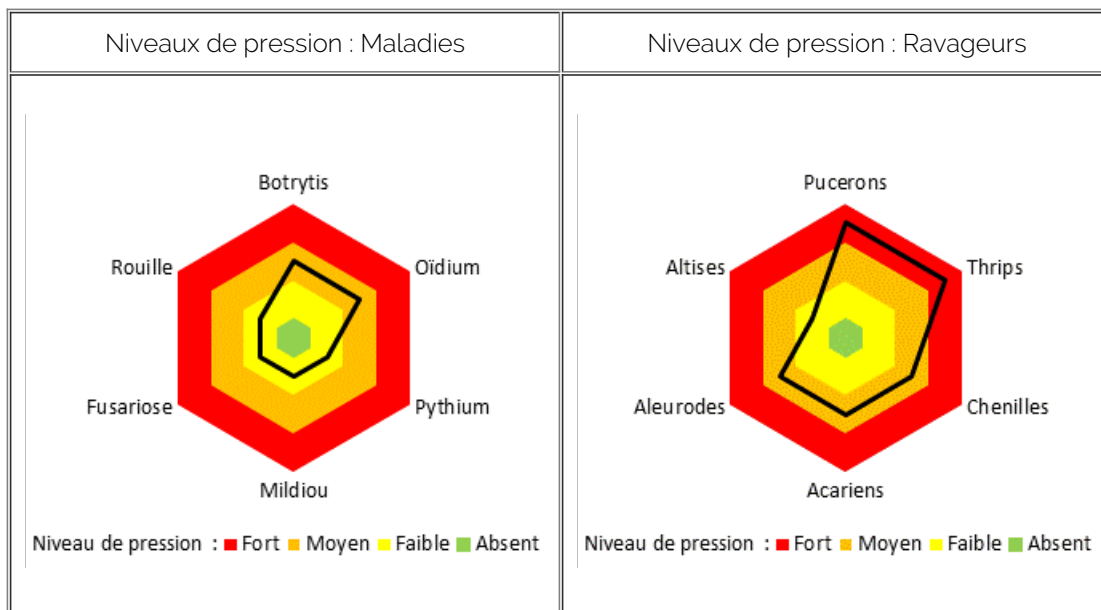 Niveaux de pression : Maladies
Niveaux de pression : Ravageurs
Botrytis
Rouille
Oïdium
Fusariose
Pythium
Mildiou
Niveau de pression : Fort Moyen Faible Absent
Pucerons
Altises
Thrips
Aleurodes
Chenilles
Acariens
Niveau de pression : Fort Moyen Faible Absent